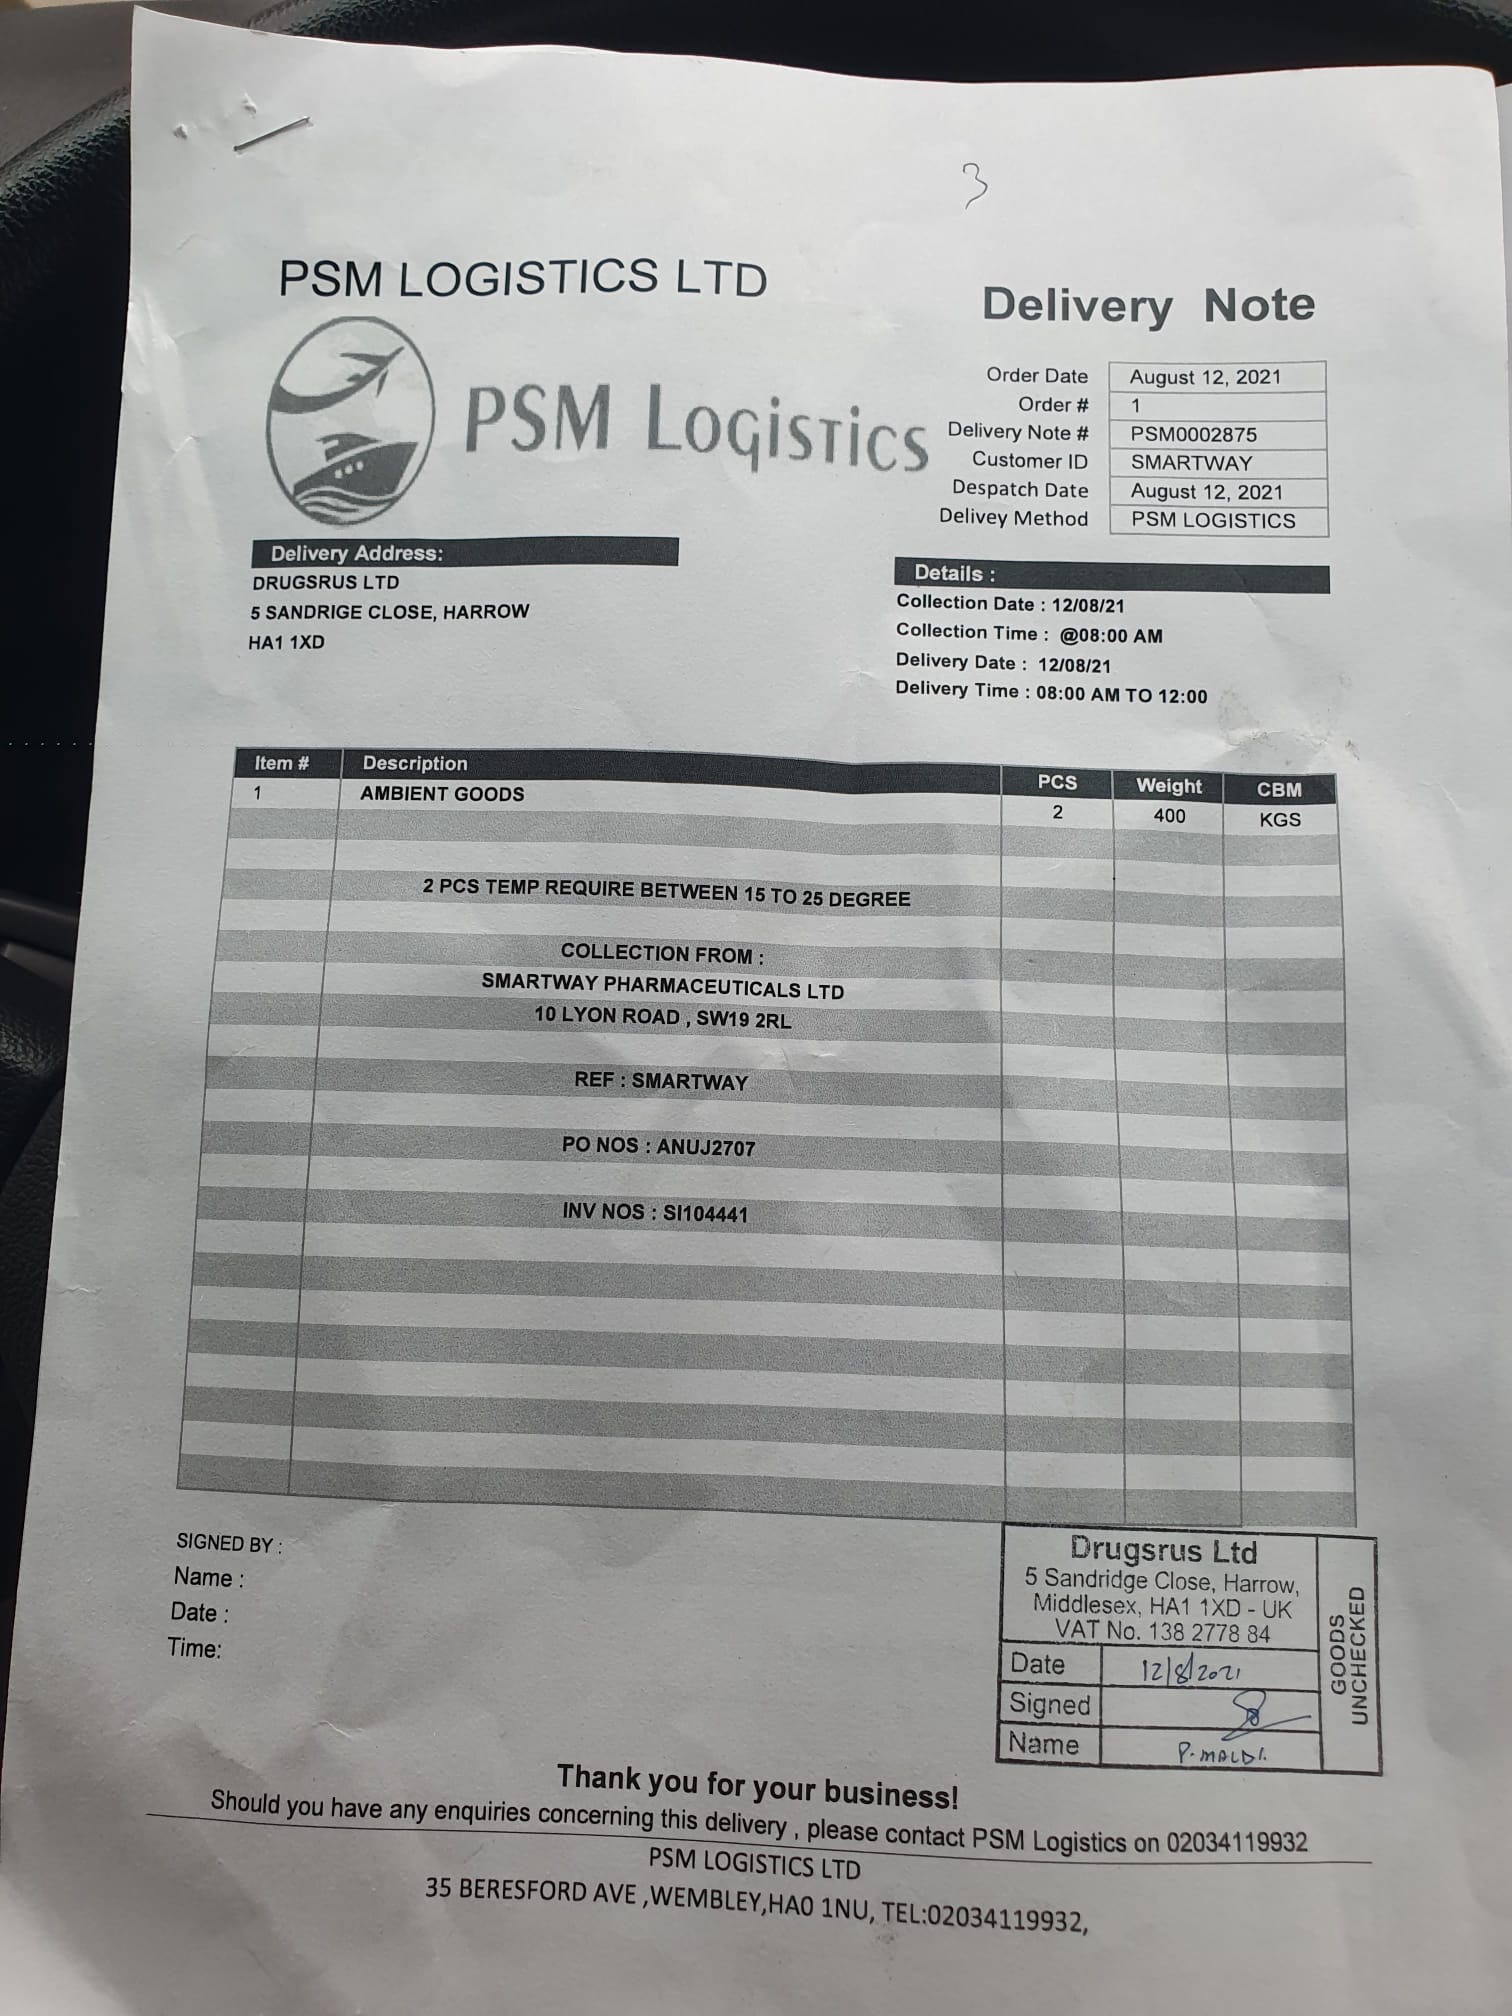 3
PSM LOGISTICS LTD
PSM Logistics
Delivery Note
Order Date August 12, 2021
Order # 1
Delivery Note # PSM0002875
Customer ID SMARTWAY
Despatch Date August 12, 2021
Delivey Method PSM LOGISTICS
Delivery Address:
DRUGSRUS LTD
5 SANDRIGE CLOSE, HARROW
HA1 1XD
Details :
Collection Date : 12/08/21
Collection Time : @08:00 AM
Delivery Date : 12/08/21
Delivery Time : 08:00 AM TO 12:00
Item # Description PCS Weight CBM
1 AMBIENT GOODS 2 400 KGS
2 PCS TEMP REQUIRE BETWEEN 15 TO 25 DEGREE
COLLECTION FROM :
SMARTWAY PHARMACEUTICALS LTD
10 LYON ROAD , SW19 2RL
REF : SMARTWAY
PO NOS : ANUJ2707
INV NOS : SI104441
SIGNED BY :
Name :
Date :
Time:
Drugsrus Ltd
5 Sandridge Close, Harrow,
Middlesex, HA1 1XD - UK
VAT No. 138 2778 84
Date 12/8/2021
Signed
Name P. MALDI.
GOODS
UNCHECKED
Thank you for your business!
Should you have any enquiries concerning this delivery , please contact PSM Logistics on 02034119932
PSM LOGISTICS LTD
35 BERESFORD AVE ,WEMBLEY,HA0 1NU, TEL:02034119932,